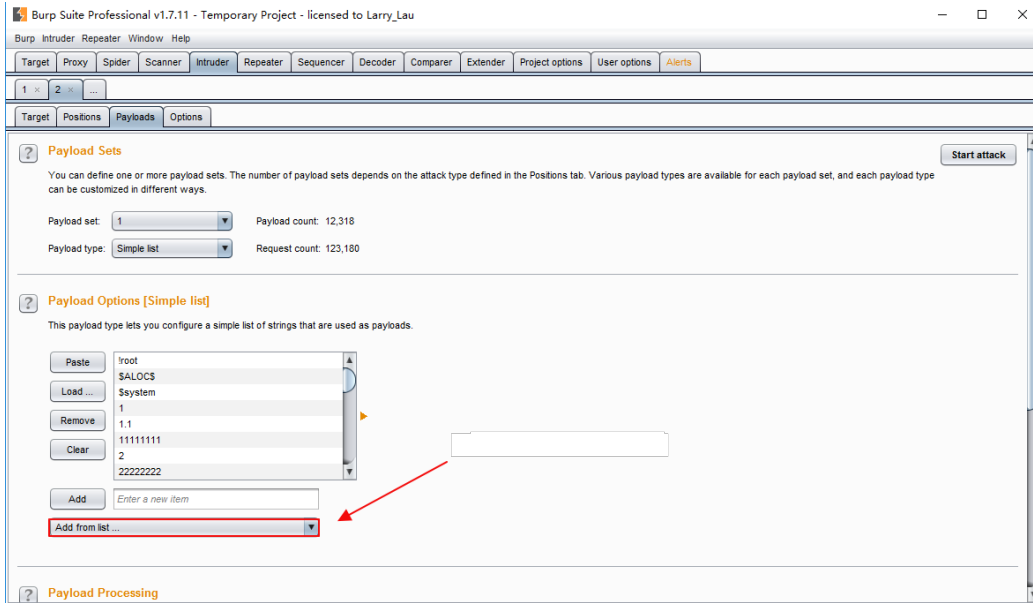 Burp Suite Professional v1.7.11 - Temporary Project - licensed to Larry_Lau
Burp Intruder Repeater Window Help
Target Proxy Spider Scanner Intruder Repeater Sequencer Decoder Comparer Extender Project options User options Alerts
1 × 2 × ...
Target Positions Payloads Options
? Payload Sets
Start attack
You can define one or more payload sets. The number of payload sets depends on the attack type defined in the Positions tab. Various payload types are available for each payload set, and each payload type
can be customized in different ways.
Payload set: 1 Payload count: 12,318
Payload type: Simple list Request count: 123,180
? Payload Options [Simple list]
This payload type lets you configure a simple list of strings that are used as payloads.
Paste
Load ...
Remove
Clear
!root
$ALOC$
$system
1
1.1
11111111
2
22222222
Add Enter a new item
Add from list ...
? Payload Processing